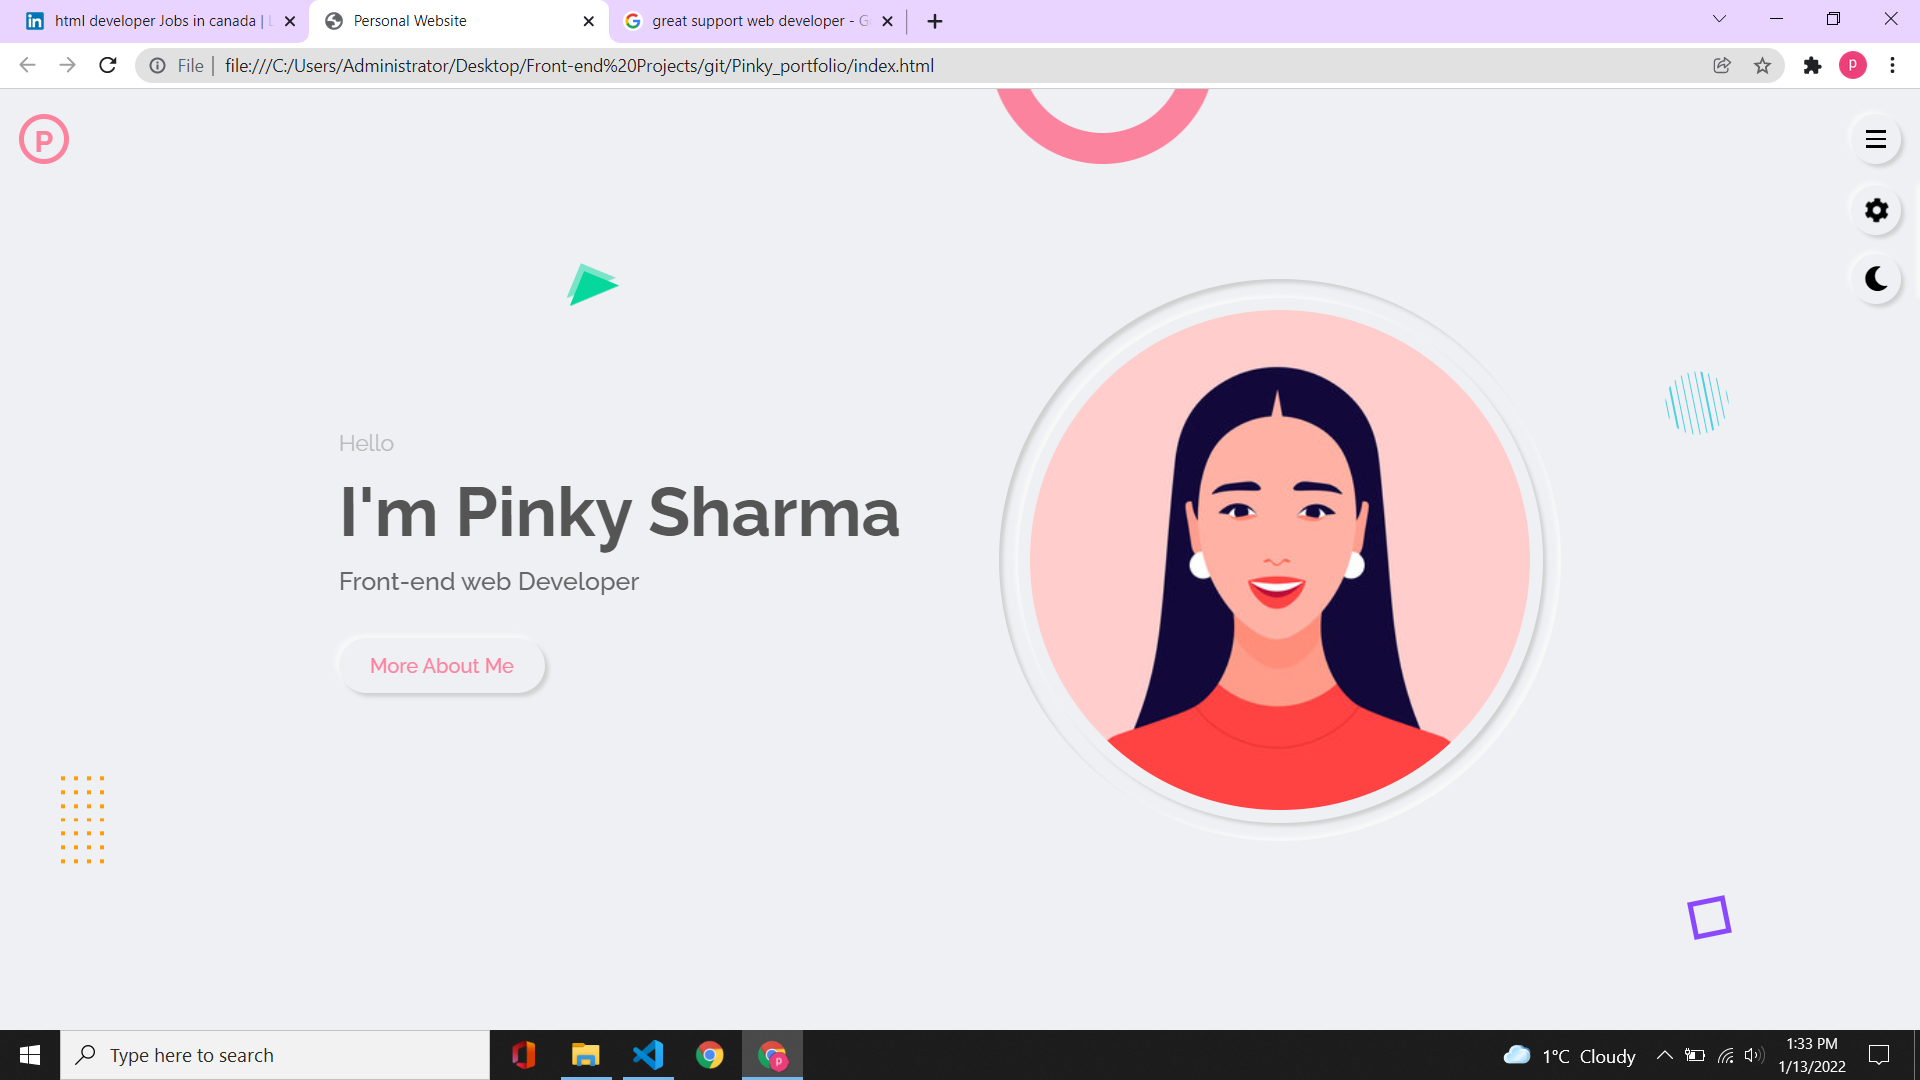 html developer Jobs in canada |
Personal Website
great support web developer -
File
file:///C:/Users/Administrator/Desktop/Front-end%20Projects/git/Pinky_portfolio/index.html
P
P
Hello
I'm Pinky Sharma
Front-end web Developer
More About Me
Type here to search
P
1°C Cloudy
1:33 PM
1/13/2022